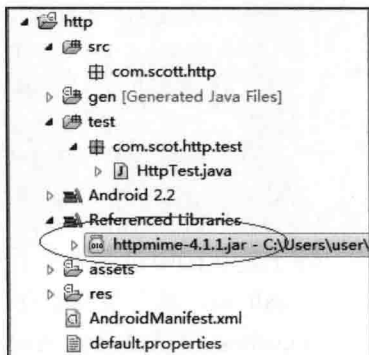 http
src
com.scott.http
gen [Generated Java Files]
test
com.scot.http.test
HttpTest.java
Android 2.2
Referenced Libraries
httpmime-4.1.1.jar - C:\Users\user\
assets
res
AndroidManifest.xml
default.properties